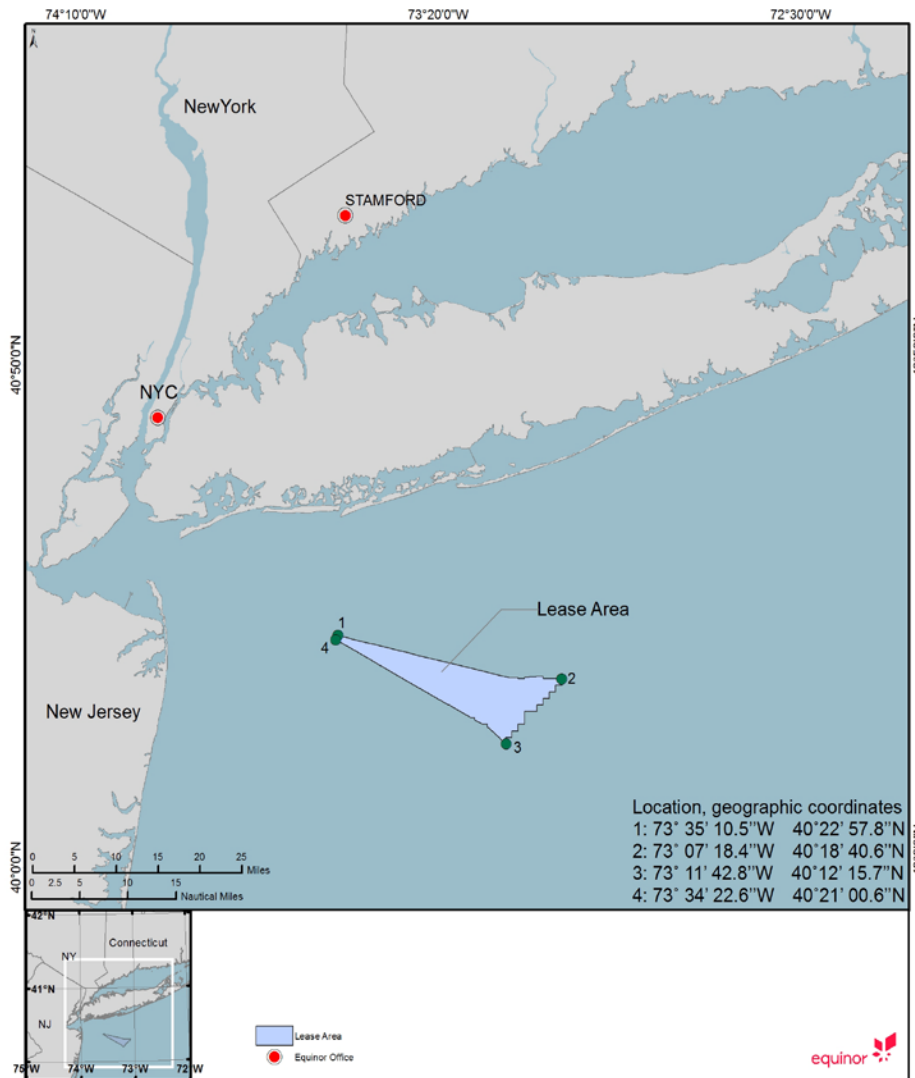 74°10'0"W 73°20'0"W 72°30'0"W
NewYork
STAMFORD
40°50'0"N
NYC
Lease Area
1
4
2
3
New Jersey
40°0'0"N
Location, geographic coordinates
1: 73° 35' 10.5"W 40°22' 57.8"N
2: 73° 07' 18.4"W 40°18' 40.6"N
3: 73° 11' 42.8"W 40°12' 15.7"N
4: 73° 34' 22.6"W 40°21' 00.6"N
0 5 10 15 20 25
Miles
0 2.5 5 10 15
Nautical Miles
42°N
Connecticut
NY
41°N
NJ
75°W 74°W 73°W 72°W
Lease Area
Equinor Office
equinor